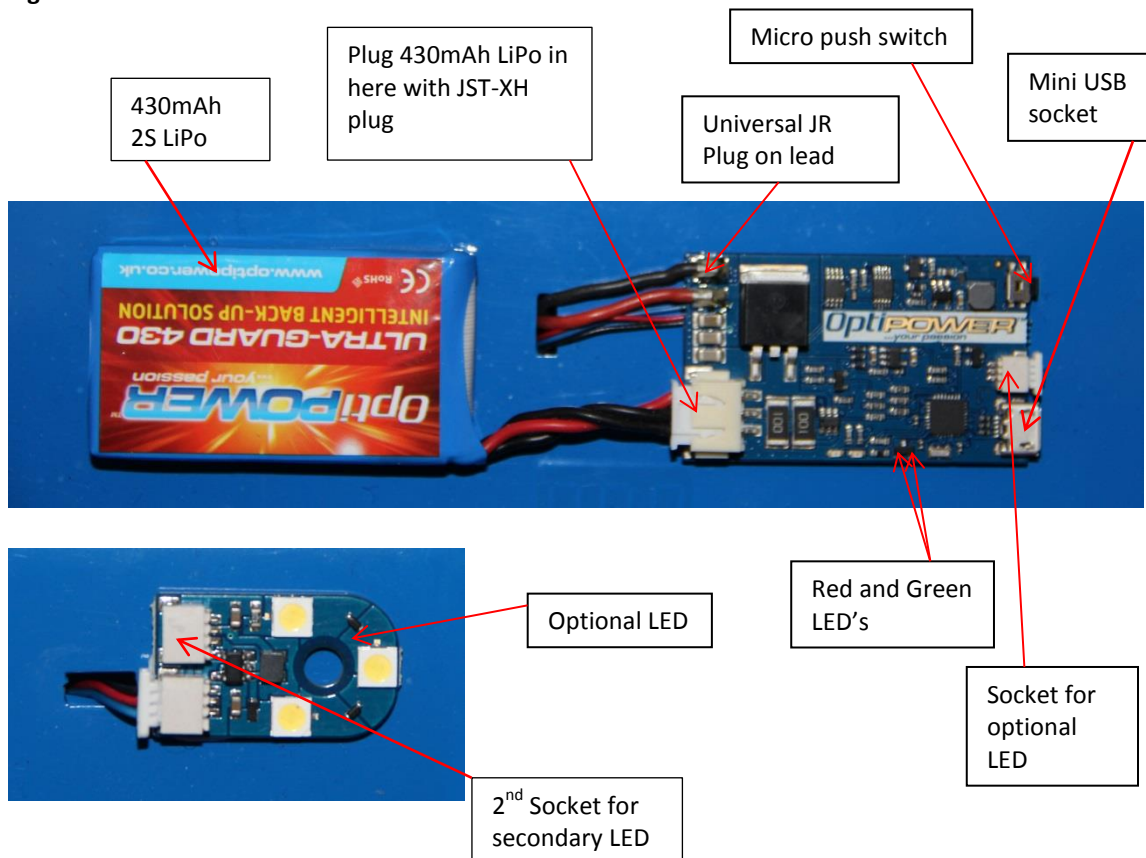 Micro push switch
Plug 430mAh LiPo in
here with JST-XH
plug
Mini USB
socket
430mAh
2S LiPo
Universal JR
Plug on lead
www.optipower.co.uk
CE RoHS
INTELLIGENT BACK-UP SOLUTION
ULTRA-GUARD 430
...your passion
OptiPOWER™
OptiPOWER
...your passion
100
001
Red and Green
LED's
Optional LED
Socket for
optional
LED
2nd Socket for
secondary LED